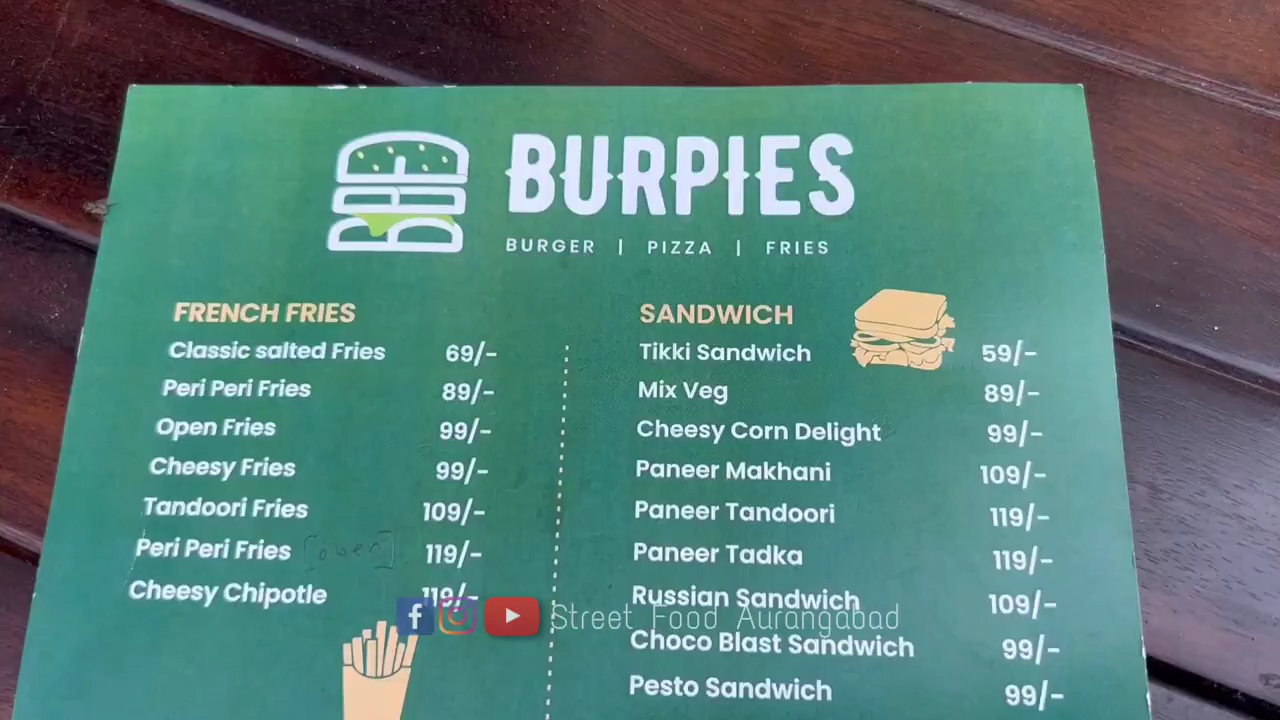 BURPIES
BURGER | PIZZA | FRIES
FRENCH FRIES
Classic salted Fries 69/-
Peri Peri Fries 89/-
Open Fries 99/-
Cheesy Fries 99/-
Tandoori Fries 109/-
Peri Peri Fries [oven] 119/-
Cheesy Chipotle 119/-
SANDWICH
Tikki Sandwich 59/-
Mix Veg 89/-
Cheesy Corn Delight 99/-
Paneer Makhani 109/-
Paneer Tandoori 119/-
Paneer Tadka 119/-
Russian Sandwich 109/-
Choco Blast Sandwich 99/-
Pesto Sandwich 99/-
Street Food Aurangabad